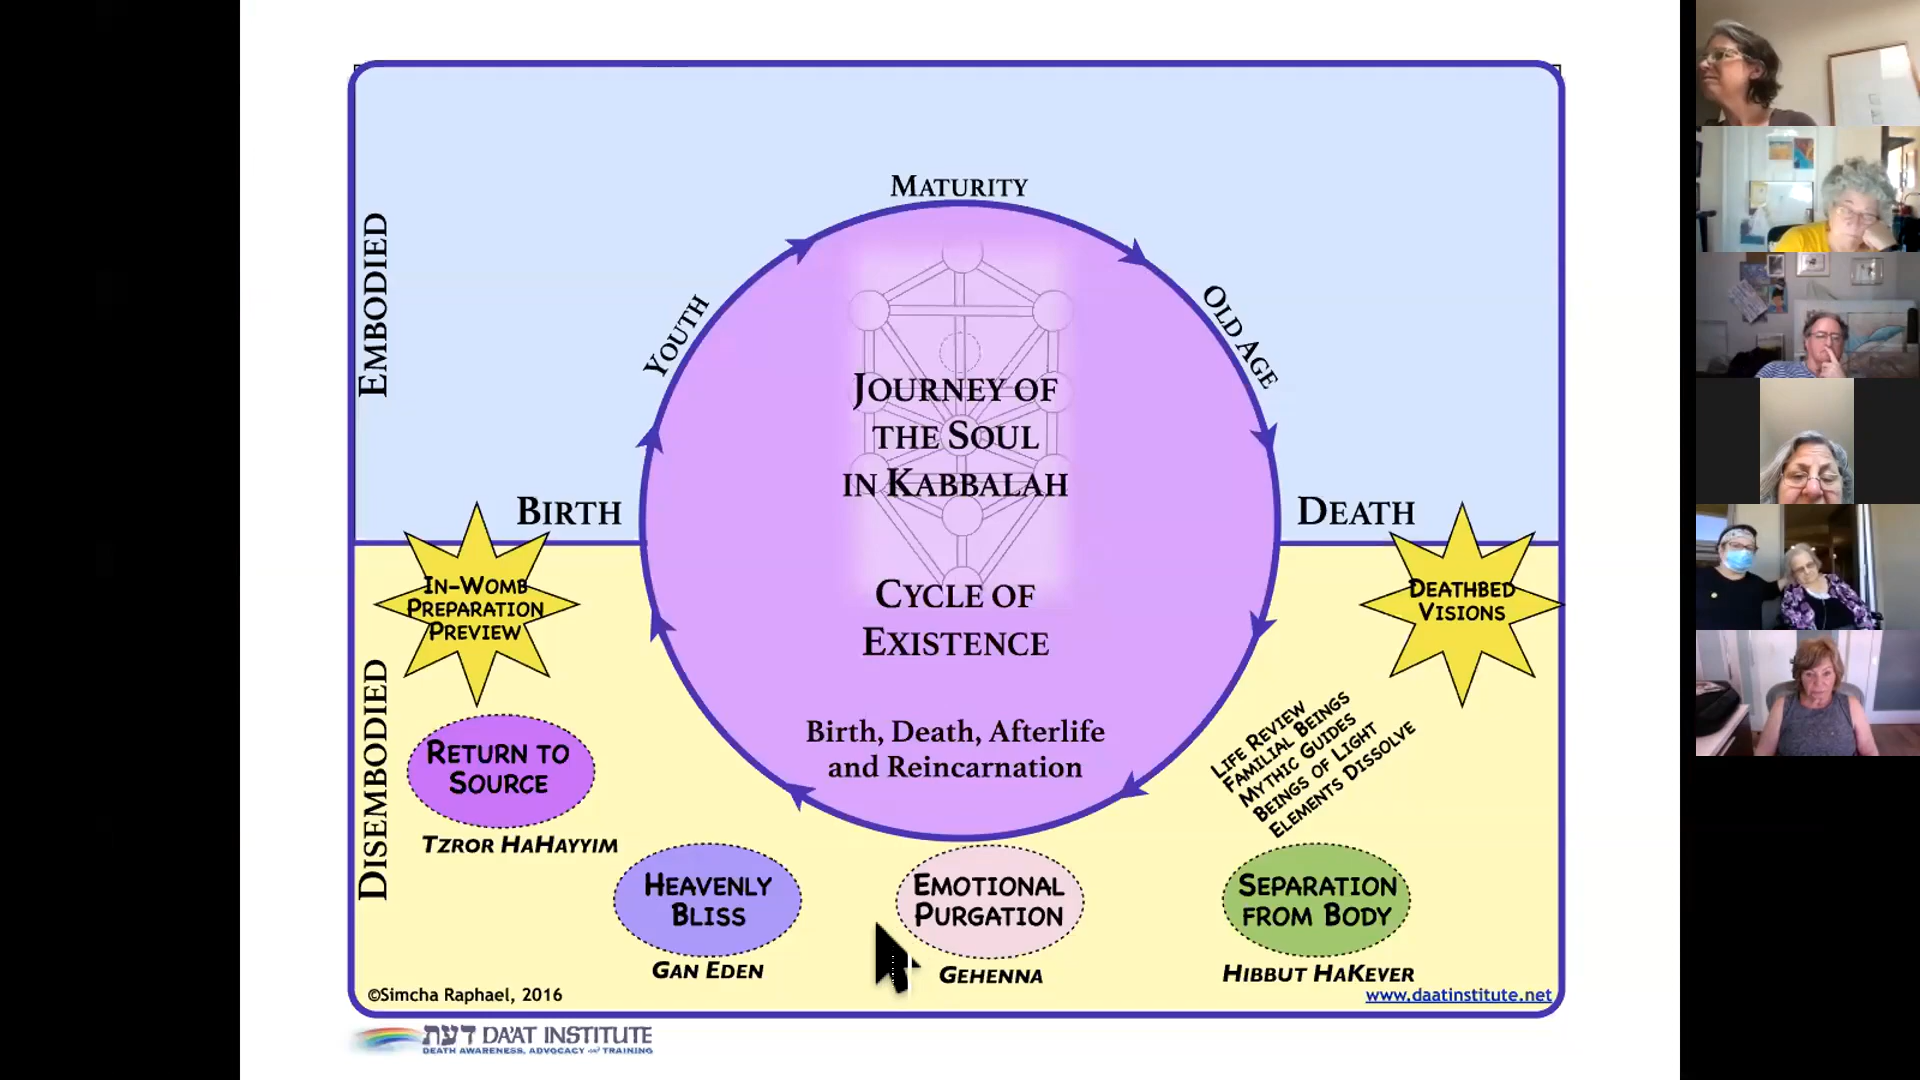 MATURITY
YOUTH
OLD AGE
EMBODIED
JOURNEY OF
THE SOUL
IN KABBALAH
BIRTH
DEATH
IN-WOMB
PREPARATION
PREVIEW
DEATHBED
VISIONS
CYCLE OF
EXISTENCE
DISEMBODIED
Birth, Death, Afterlife
and Reincarnation
LIFE REVIEW
FAMILIAL BEINGS
MYTHIC GUIDES
BEINGS OF LIGHT
ELEMENTS DISSOLVE
RETURN TO
SOURCE
TZROR HAHAYYIM
HEAVENLY
BLISS
GAN EDEN
EMOTIONAL
PURGATION
GEHENNA
SEPARATION
FROM BODY
HIBBUT HAKEVER
©Simcha Raphael, 2016
www.daatinstitute.net
דעת DA'AT INSTITUTE
DEATH AWARENESS, ADVOCACY and TRAINING